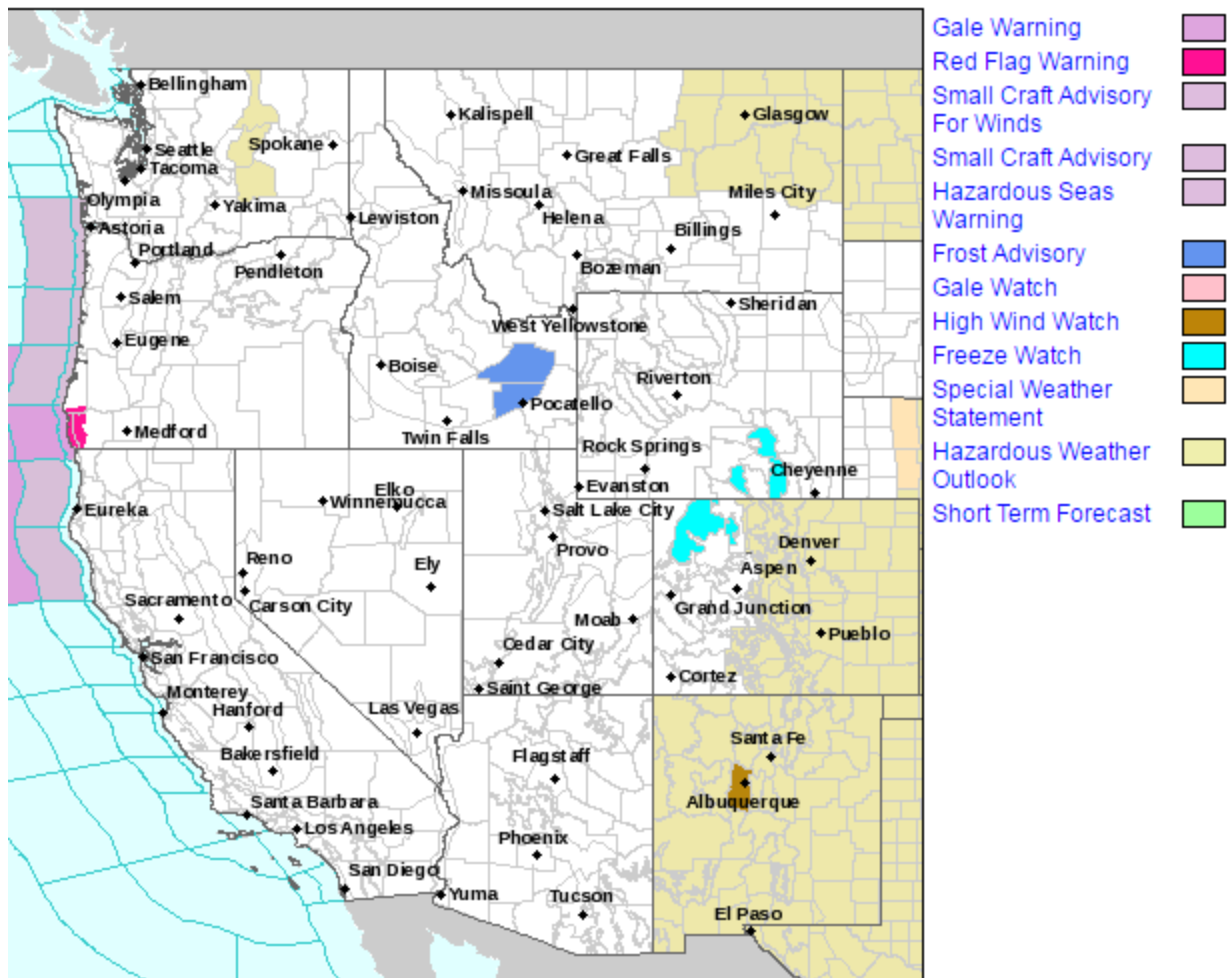 Gale Warning
Red Flag Warning
Small Craft Advisory
For Winds
Small Craft Advisory
Hazardous Seas
Warning
Frost Advisory
Gale Watch
High Wind Watch
Freeze Watch
Special Weather
Statement
Hazardous Weather
Outlook
Short Term Forecast
Bellingham
Kalispell
Glasgow
Seattle
Spokane
Great Falls
Tacoma
Olympia
Yakima
Lewiston
Missoula
Helena
Miles City
Astoria
Portland
Pendleton
Billings
Bozeman
Salem
West Yellowstone
Sheridan
Eugene
Boise
Riverton
Pocatello
Medford
Twin Falls
Rock Springs
Cheyenne
Evanston
Eureka
Elko
Winnemucca
Salt Lake City
Provo
Denver
Reno
Ely
Aspen
Sacramento
Carson City
Grand Junction
Moab
Pueblo
San Francisco
Cedar City
Cortez
Saint George
Monterey
Hanford
Las Vegas
Bakersfield
Flagstaff
Santa Fe
Albuquerque
Santa Barbara
Los Angeles
Phoenix
San Diego
Yuma
Tucson
El Paso